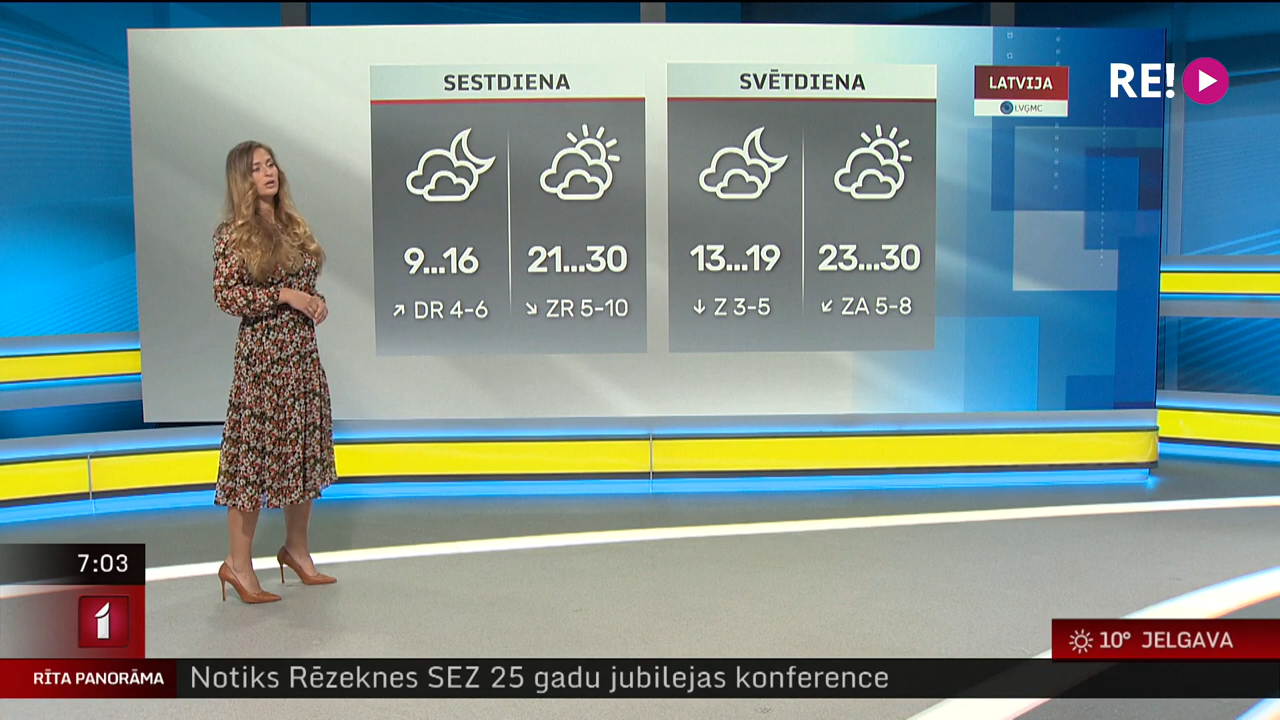 SESTDIENA
9...16
21...30
DR 4-6
ZR 5-10
SVĒTDIENA
13...19
23...30
Z 3-5
ZA 5-8
LATVIJA
LVĢMC
RE!
7:03
1
10° JELGAVA
RĪTA PANORĀMA
Notiks Rēzeknes SEZ 25 gadu jubilejas konference